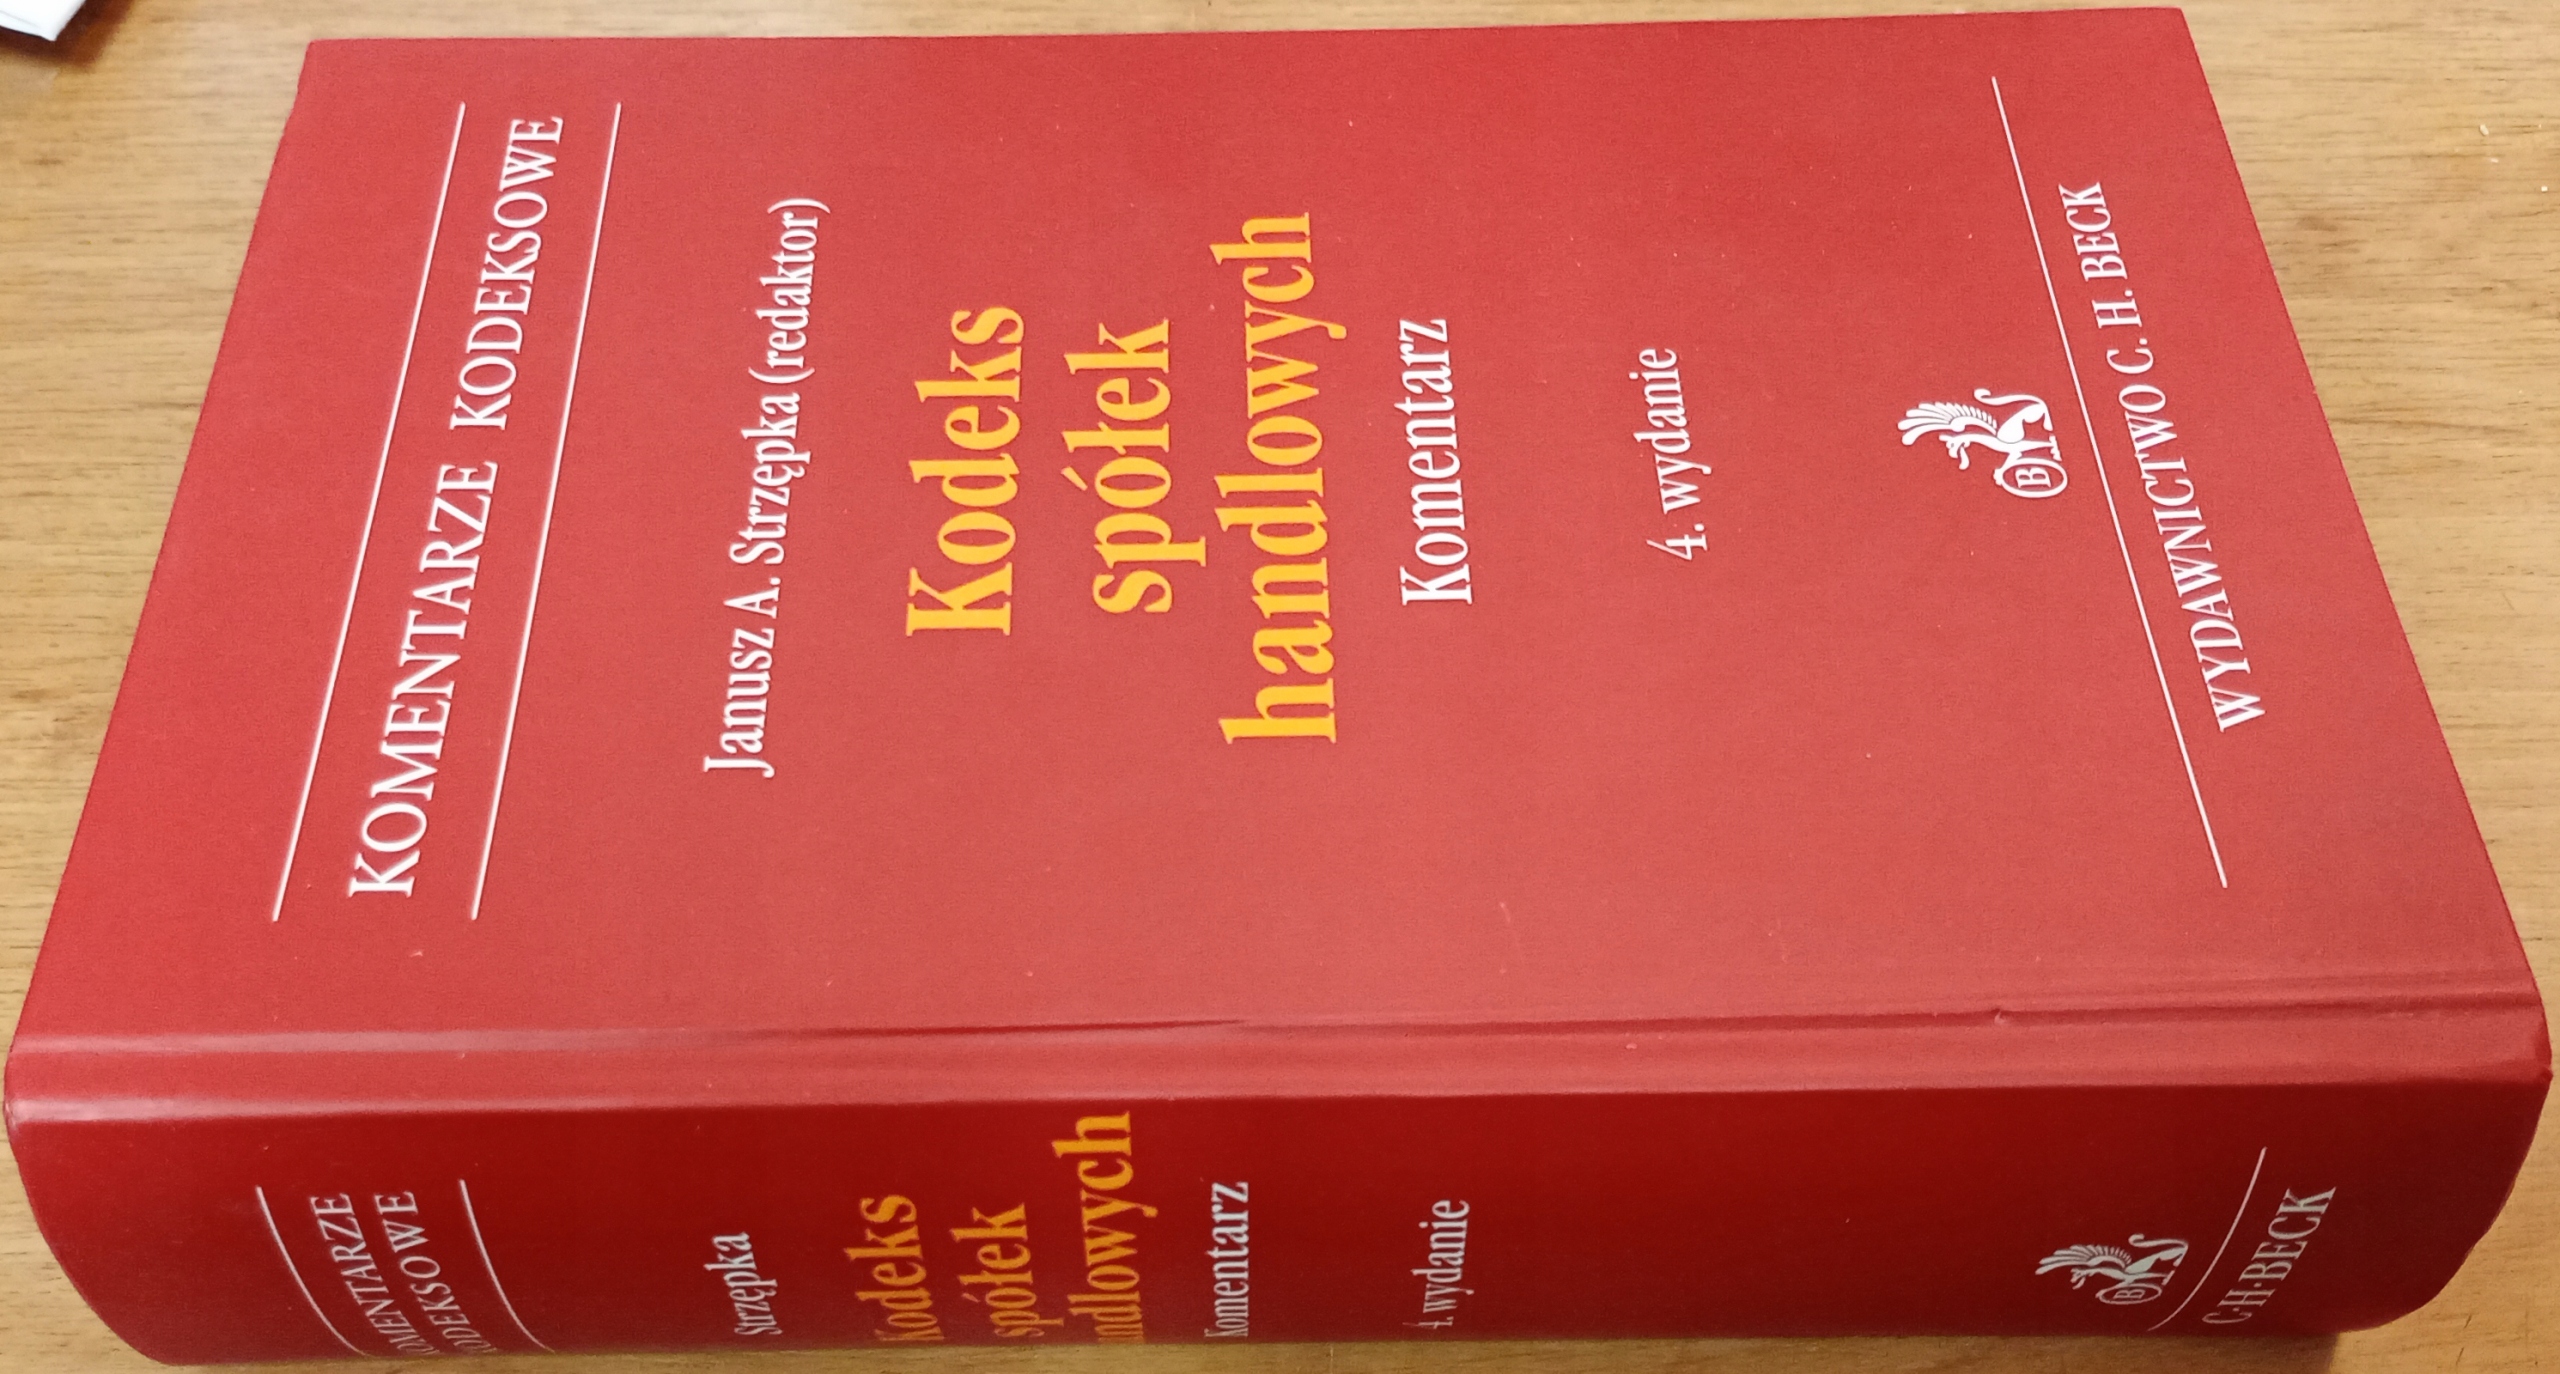 KOMENTARZE KODEKSOWE
Janusz A. Strzępka (redaktor)
Kodeks
spółek
handlowych
Komentarz
4. wydanie
WYDAWNICTWO C. H. BECK
KOMENTARZE
KODEKSOWE
Strzępka
Kodeks
spółek
handlowych
Komentarz
4. wydanie
C·H·BECK